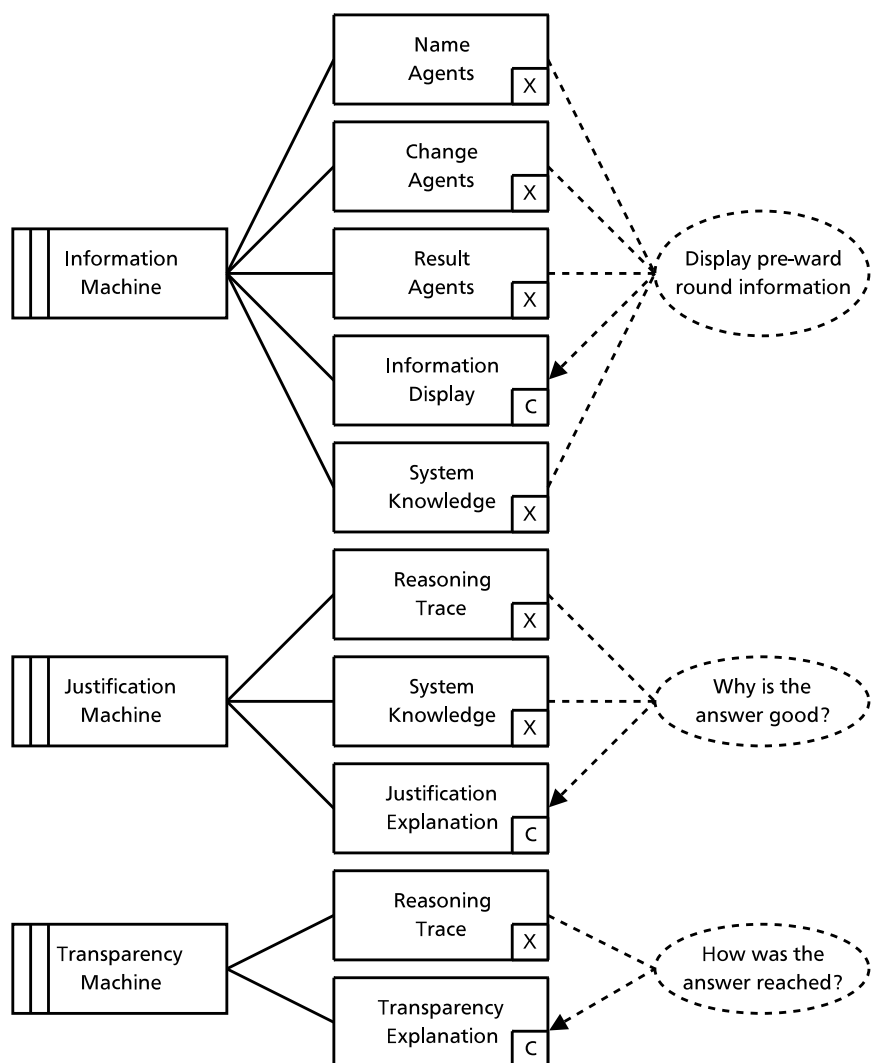 Name
Agents
X
Change
Agents
X
Information
Machine
Result
Agents
X
Display pre-ward
round information
Information
Display
C
System
Knowledge
X
Reasoning
Trace
X
Justification
Machine
System
Knowledge
X
Why is the
answer good?
Justification
Explanation
C
Reasoning
Trace
X
Transparency
Machine
How was the
answer reached?
Transparency
Explanation
C